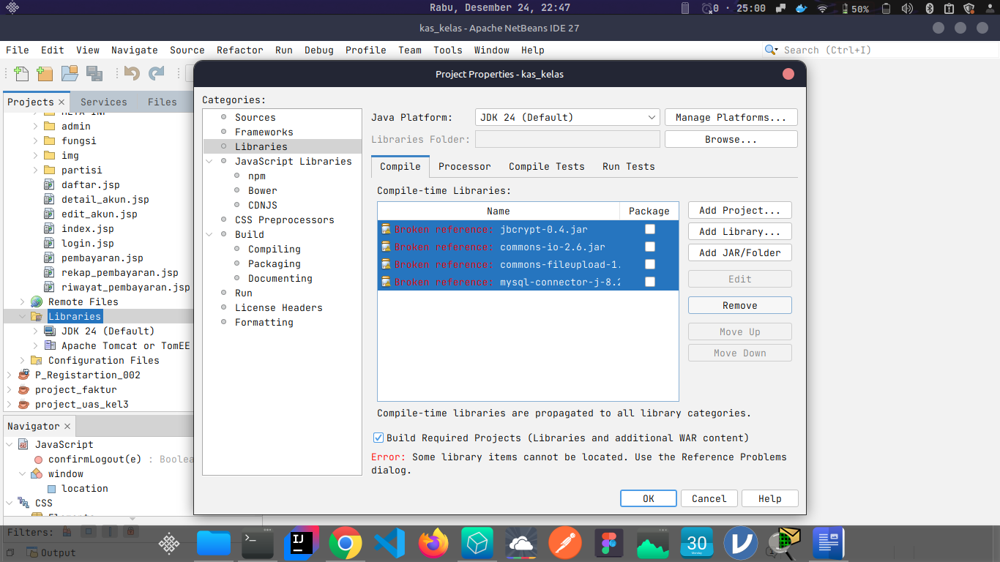 Rabu, Desember 24, 22:47
0 · 25:00
50%
kas_kelas - Apache NetBeans IDE 27
File Edit View Navigate Source Refactor Run Debug Profile Team Tools Window Help
Search (Ctrl+I)
Projects
Services
Files
META-INF
admin
fungsi
img
partisi
daftar.jsp
detail_akun.jsp
edit_akun.jsp
index.jsp
login.jsp
pembayaran.jsp
rekap_pembayaran.jsp
riwayat_pembayaran.jsp
Remote Files
Libraries
JDK 24 (Default)
Apache Tomcat or TomEE
Configuration Files
P_Registartion_002
project_faktur
project_uas_kel3
Navigator
JavaScript
confirmLogout(e) : Boolea
window
location
CSS
Elements
Filters:
Output
Project Properties - kas_kelas
Categories:
Sources
Frameworks
Libraries
JavaScript Libraries
npm
Bower
CDNJS
CSS Preprocessors
Build
Compiling
Packaging
Documenting
Run
License Headers
Formatting
Java Platform:
JDK 24 (Default)
Manage Platforms...
Libraries Folder:
Browse...
Compile
Processor
Compile Tests
Run Tests
Compile-time Libraries:
Name
Package
Broken reference: jbcrypt-0.4.jar
Broken reference: commons-io-2.6.jar
Broken reference: commons-fileupload-1.
Broken reference: mysql-connector-j-8.2
Add Project...
Add Library...
Add JAR/Folder
Edit
Remove
Move Up
Move Down
Compile-time libraries are propagated to all library categories.
Build Required Projects (Libraries and additional WAR content)
Error: Some library items cannot be located. Use the Reference Problems
dialog.
OK
Cancel
Help
IJ
30
Monday